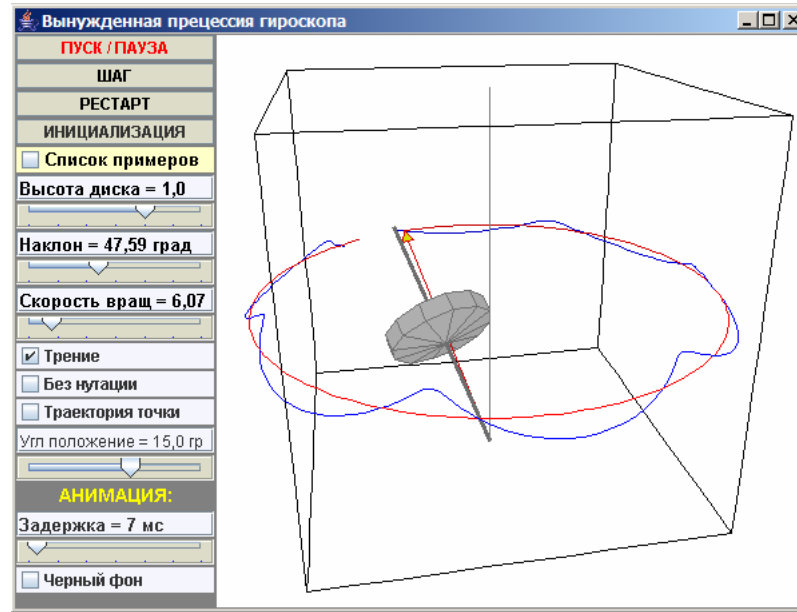 Вынужденная прецессия гироскопа
ПУСК / ПАУЗА
ШАГ
РЕСТАРТ
ИНИЦИАЛИЗАЦИЯ
Список примеров
Высота диска = 1,0
Наклон = 47,59 град
Скорость вращ = 6,07
Трение
Без нутации
Траектория точки
Угл положение = 15,0 гр
АНИМАЦИЯ:
Задержка = 7 мс
Черный фон